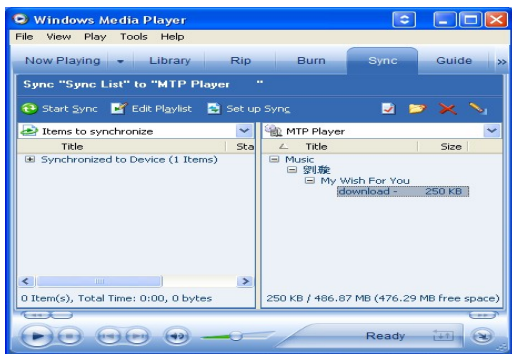 Windows Media Player
File View Play Tools Help
Now Playing Library Rip Burn Sync Guide »
Sync "Sync List" to "MTP Player "
Start Sync Edit Playlist Set up Sync
Items to synchronize
Title Sta
Synchronized to Device (1 Items)
0 Item(s), Total Time: 0:00, 0 bytes
MTP Player
Title Size
Music
刘璇
My Wish For You
download - 250 KB
250 KB / 486.87 MB (476.29 MB free space)
Ready